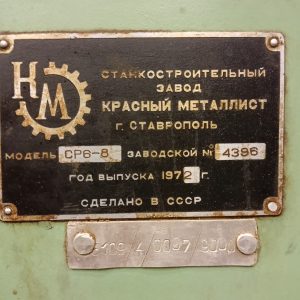 КМ
СТАНКОСТРОИТЕЛЬНЫЙ
ЗАВОД
КРАСНЫЙ МЕТАЛЛИСТ
г. СТАВРОПОЛЬ
МОДЕЛЬ СР6-8 ЗАВОДСКОЙ № 4396
ГОД ВЫПУСКА 1972 г.
СДЕЛАНО В СССР